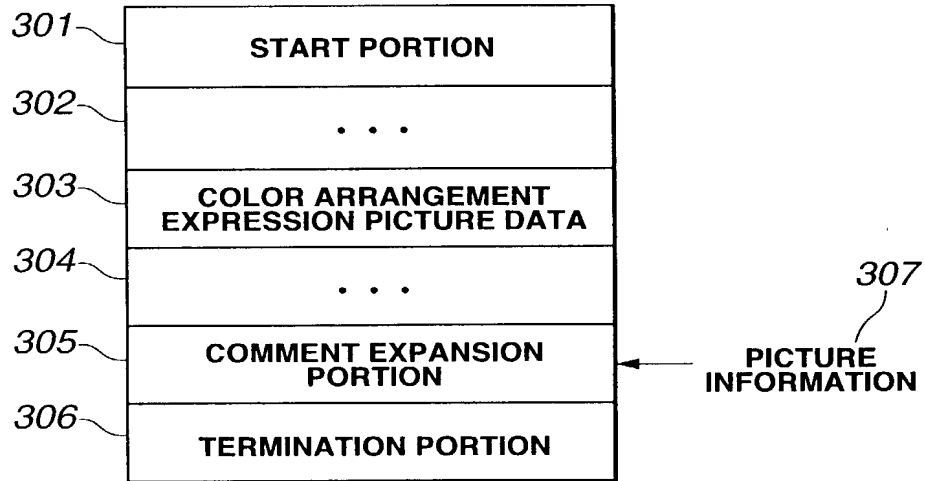 301
START PORTION
302
. . .
303
COLOR ARRANGEMENT
EXPRESSION PICTURE DATA
304
. . .
307
305
COMMENT EXPANSION
PORTION
PICTURE
INFORMATION
306
TERMINATION PORTION